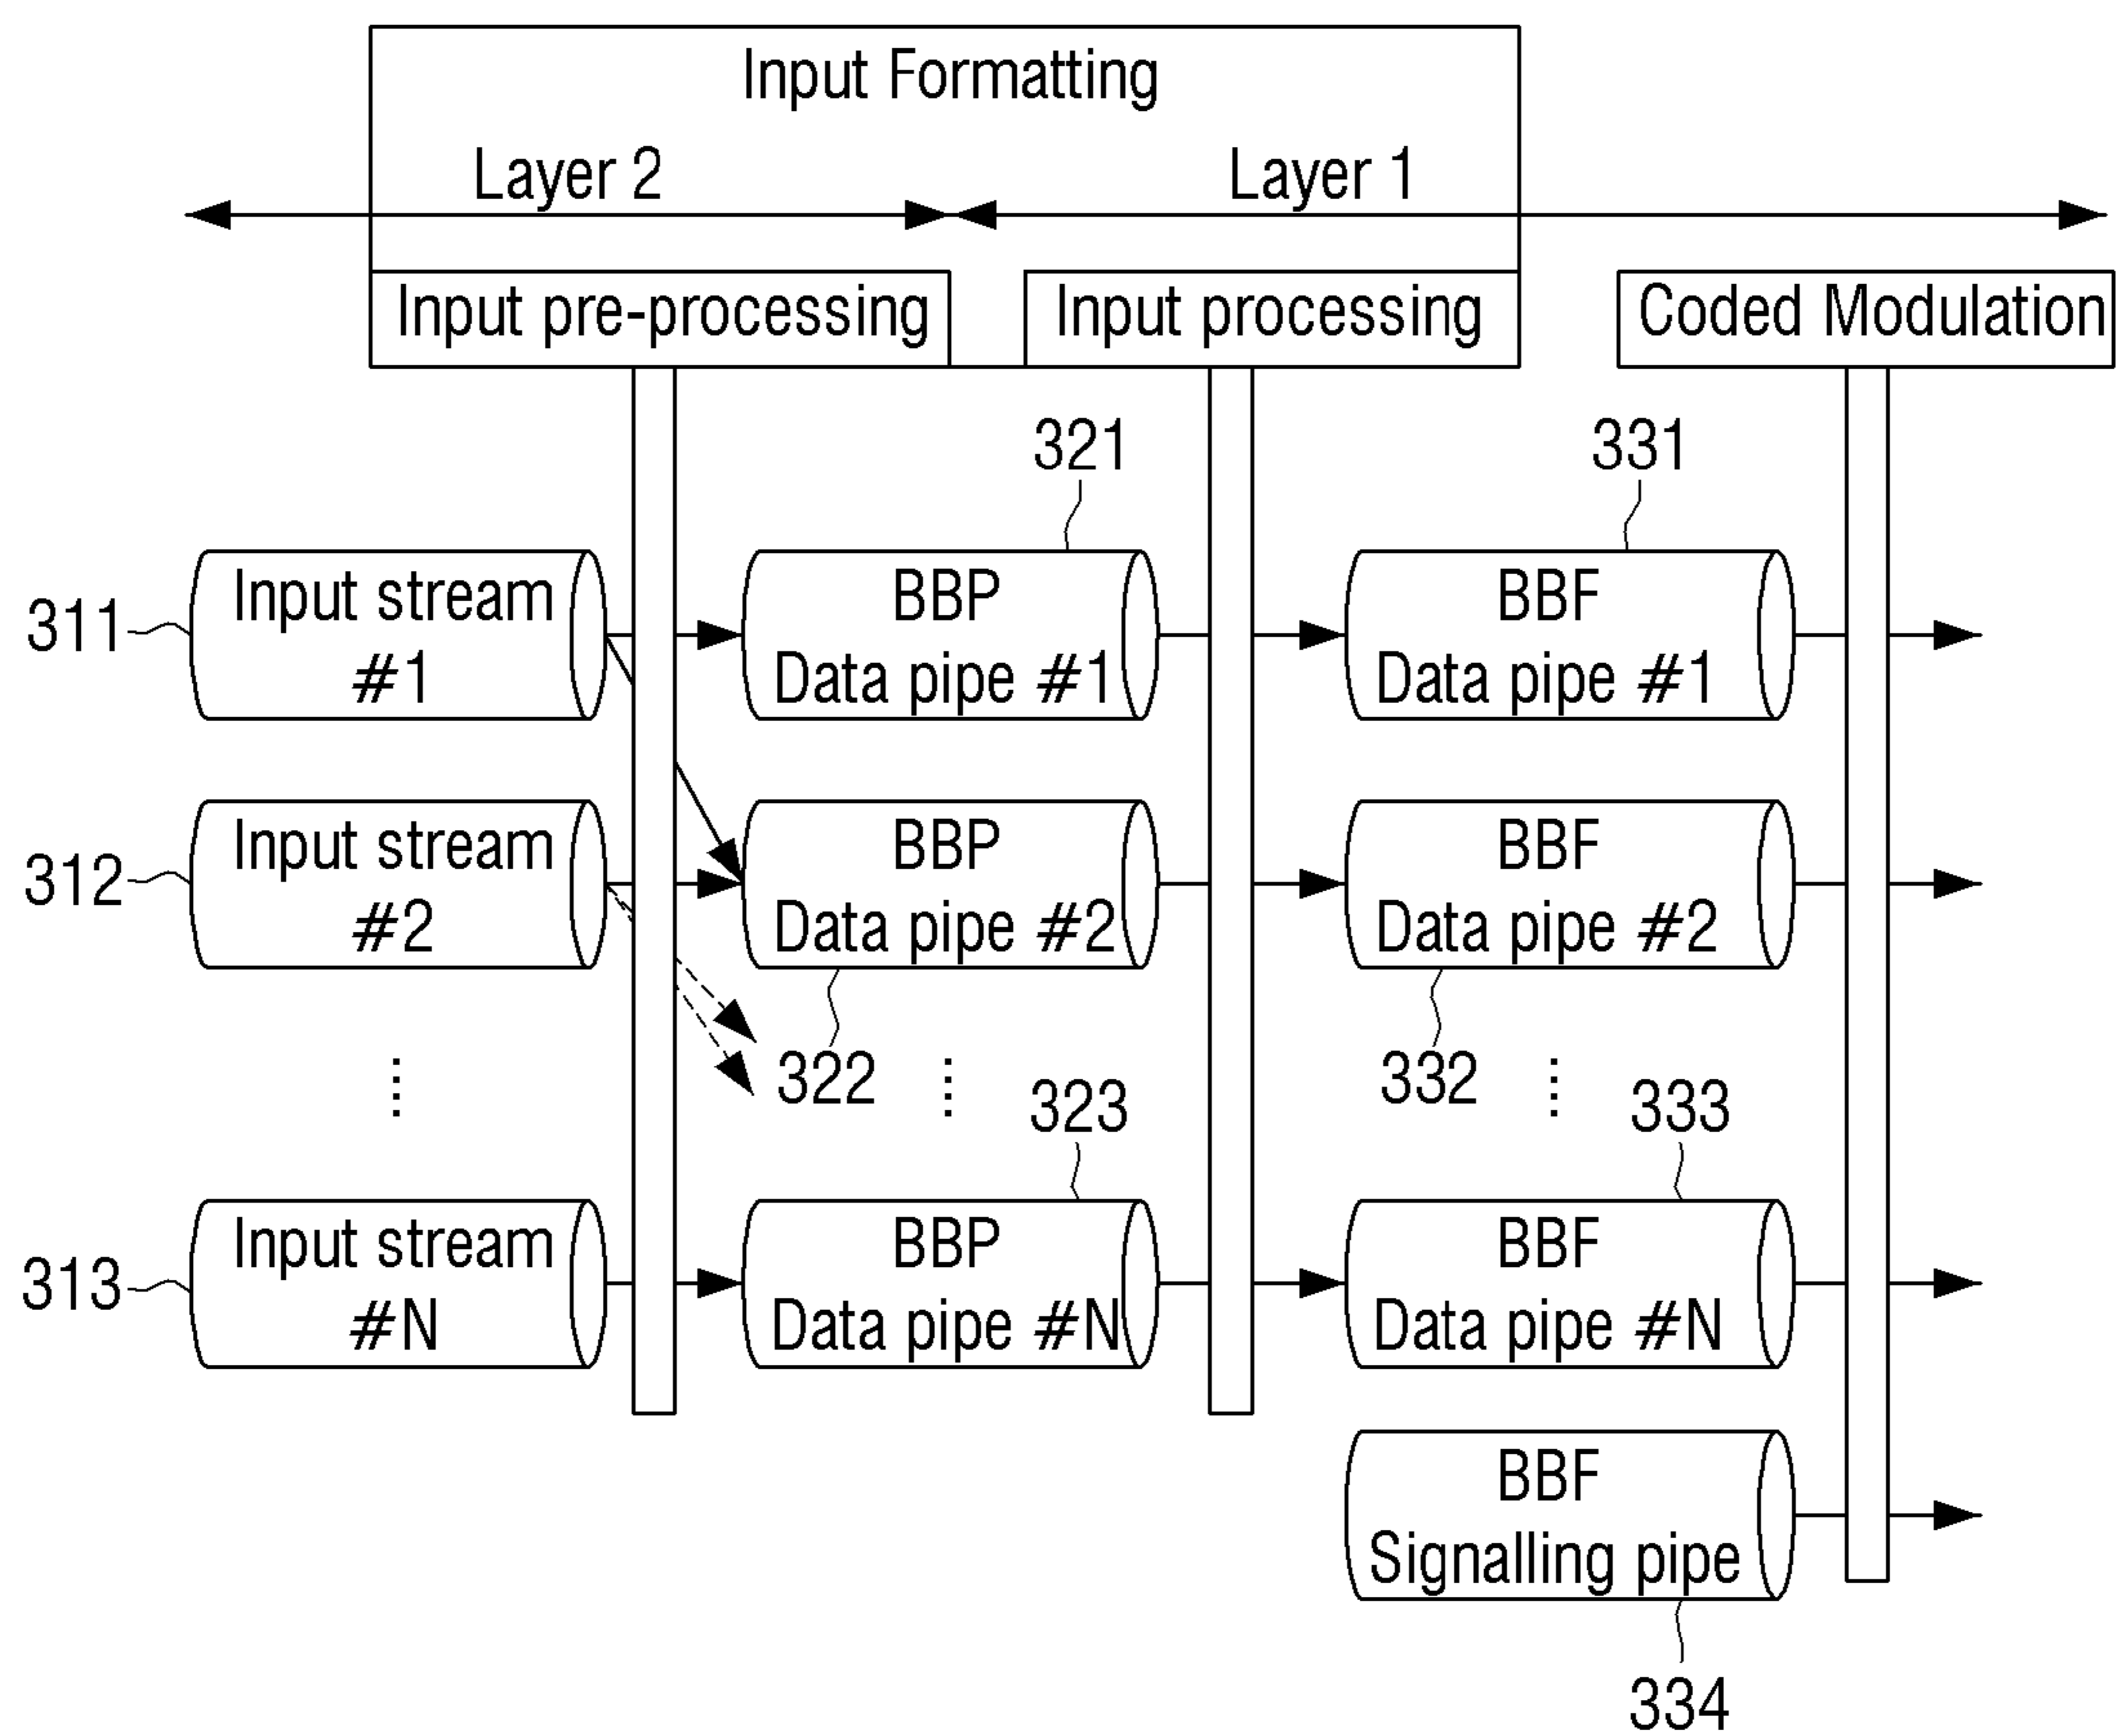 Input Formatting
Layer 2
Layer 1
Input pre-processing
Input processing
Coded Modulation
321
331
311
Input stream
#1
BBP
Data pipe #1
BBF
Data pipe #1
312
Input stream
#2
BBP
Data pipe #2
BBF
Data pipe #2
322
332
323
333
313
Input stream
#N
BBP
Data pipe #N
BBF
Data pipe #N
BBF
Signalling pipe
334